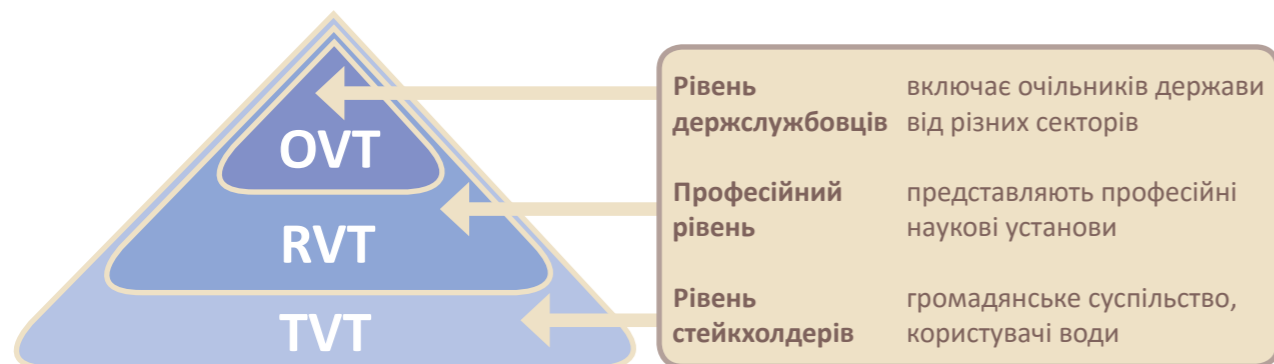 OVT
RVT
TVT
Рівень
держслужбовців
включає очільників держави
від різних секторів
Професійний
рівень
представляють професійні
наукові установи
Рівень
стейкхолдерів
громадянське суспільство,
користувачі води